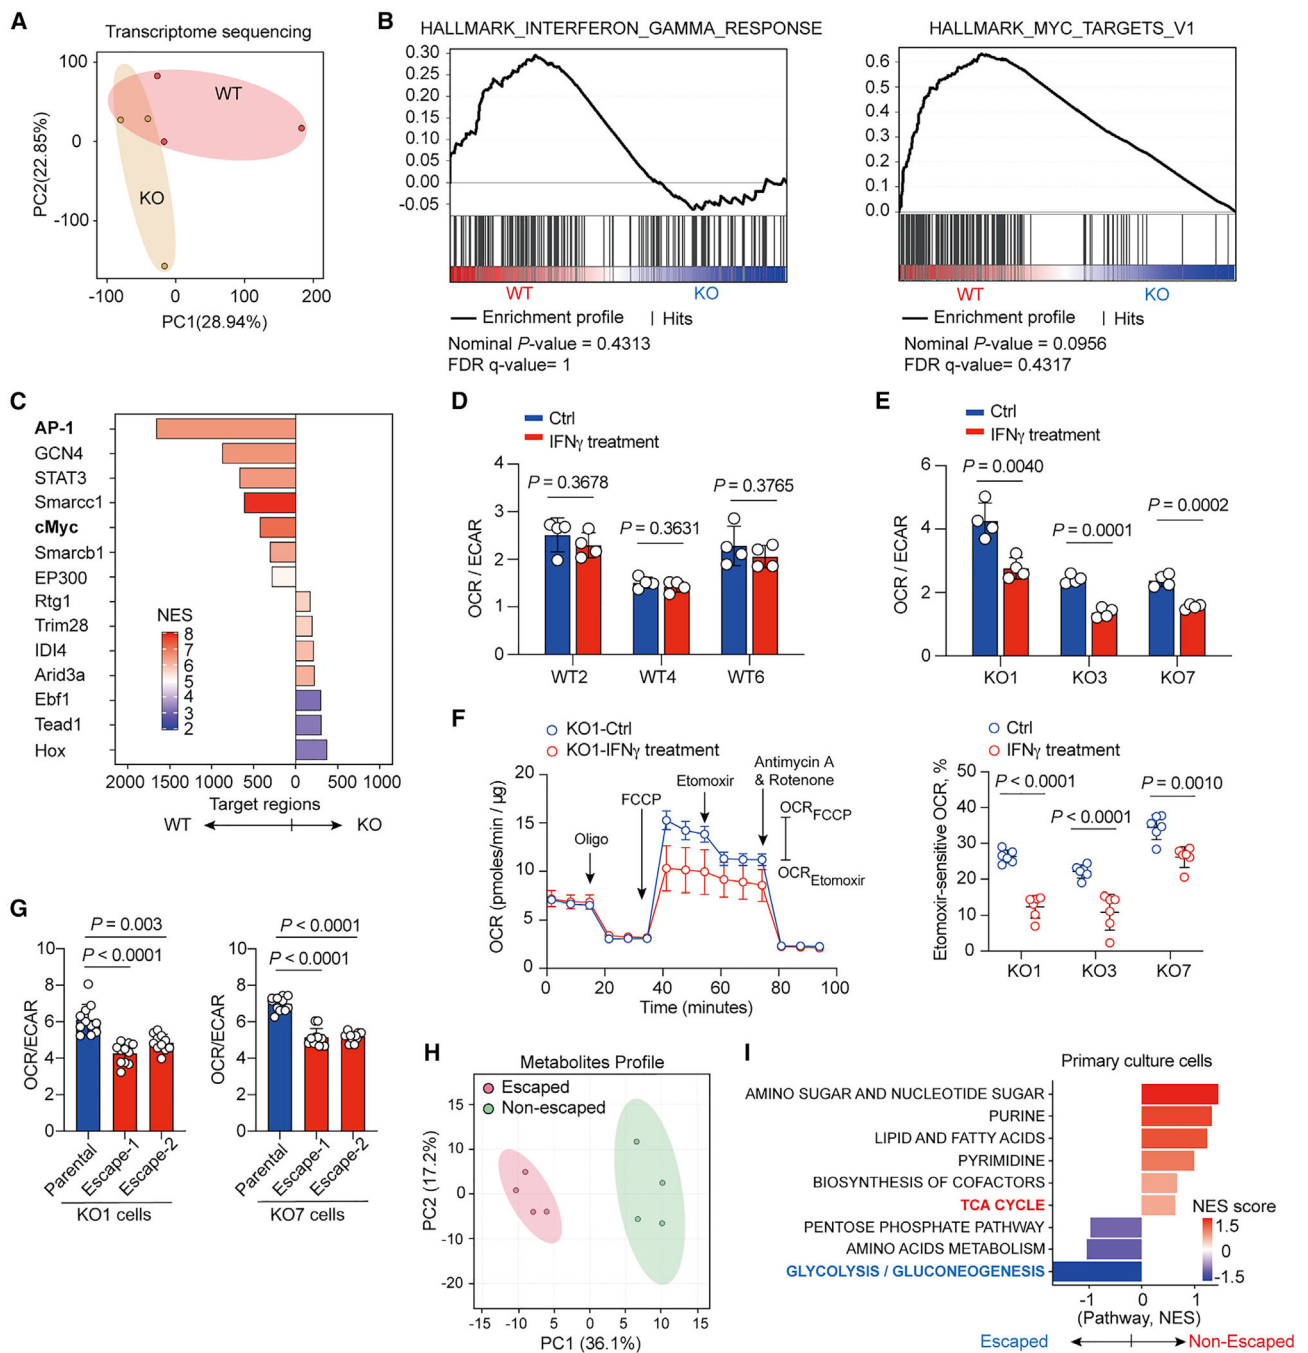 A
Transcriptome sequencing
100
0
-100
PC2(22.85%)
WT
KO
-100
0
100
200
PC1(28.94%)
B
HALLMARK_INTERFERON_GAMMA_RESPONSE
0.30
0.25
0.20
0.15
0.10
0.05
0.00
-0.05
WT
KO
Enrichment profile
Hits
Nominal P-value = 0.4313
FDR q-value= 1
HALLMARK_MYC_TARGETS_V1
0.6
0.5
0.4
0.3
0.2
0.1
0.0
WT
KO
Enrichment profile
Hits
Nominal P-value = 0.0956
FDR q-value= 0.4317
C
AP-1
GCN4
STAT3
Smarcc1
cMyc
Smarcb1
EP300
Rtg1
Trim28
IDI4
Arid3a
Ebf1
Tead1
Hox
NES
8
7
6
5
4
3
2
2000
1500
1000
500
0
500
1000
Target regions
WT
KO
D
Ctrl
IFNγ treatment
4
3
2
1
0
OCR / ECAR
P = 0.3678
P = 0.3631
P = 0.3765
WT2
WT4
WT6
E
Ctrl
IFNγ treatment
6
4
2
0
OCR / ECAR
P = 0.0040
P = 0.0001
P = 0.0002
KO1
KO3
KO7
F
KO1-Ctrl
KO1-IFNγ treatment
20
15
10
5
0
OCR (pmoles/min / µg)
Oligo
FCCP
Etomoxir
Antimycin A
& Rotenone
OCRFCCP
OCREtomoxir
0
20
40
60
80
100
Time (minutes)
Ctrl
IFNγ treatment
50
40
30
20
10
0
Etomoxir-sensitive OCR, %
P < 0.0001
P < 0.0001
P = 0.0010
KO1
KO3
KO7
G
P = 0.003
P < 0.0001
10
8
6
4
2
0
OCR/ECAR
Parental
Escape-1
Escape-2
KO1 cells
P < 0.0001
P < 0.0001
10
8
6
4
2
0
OCR/ECAR
Parental
Escape-1
Escape-2
KO7 cells
H
Metabolites Profile
Escaped
Non-escaped
15
10
0
-10
-20
PC2 (17.2%)
-15
-10
-5
0
5
10
15
PC1 (36.1%)
I
Primary culture cells
AMINO SUGAR AND NUCLEOTIDE SUGAR
PURINE
LIPID AND FATTY ACIDS
PYRIMIDINE
BIOSYNTHESIS OF COFACTORS
TCA CYCLE
PENTOSE PHOSPHATE PATHWAY
AMINO ACIDS METABOLISM
GLYCOLYSIS / GLUCONEOGENESIS
NES score
1.5
0
-1.5
-1
0
1
(Pathway, NES)
Escaped
Non-Escaped